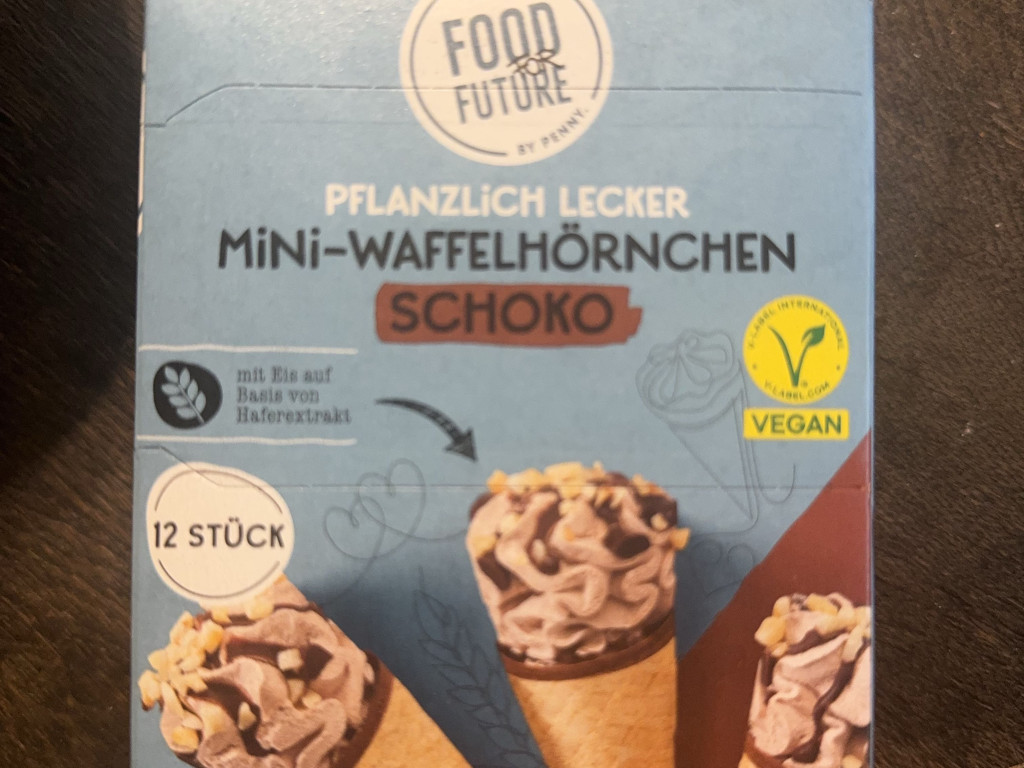 FOOD
FOR
FUTURE
BY PENNY.
PFLANZLiCH LECKER
MiNi-WAFFELHÖRNCHEN
SCHOKO
V-LABEL INTERNATIONAL
V-LABEL.COM
VEGAN
mit Eis auf
Basis von
Haferextrakt
12 STÜCK